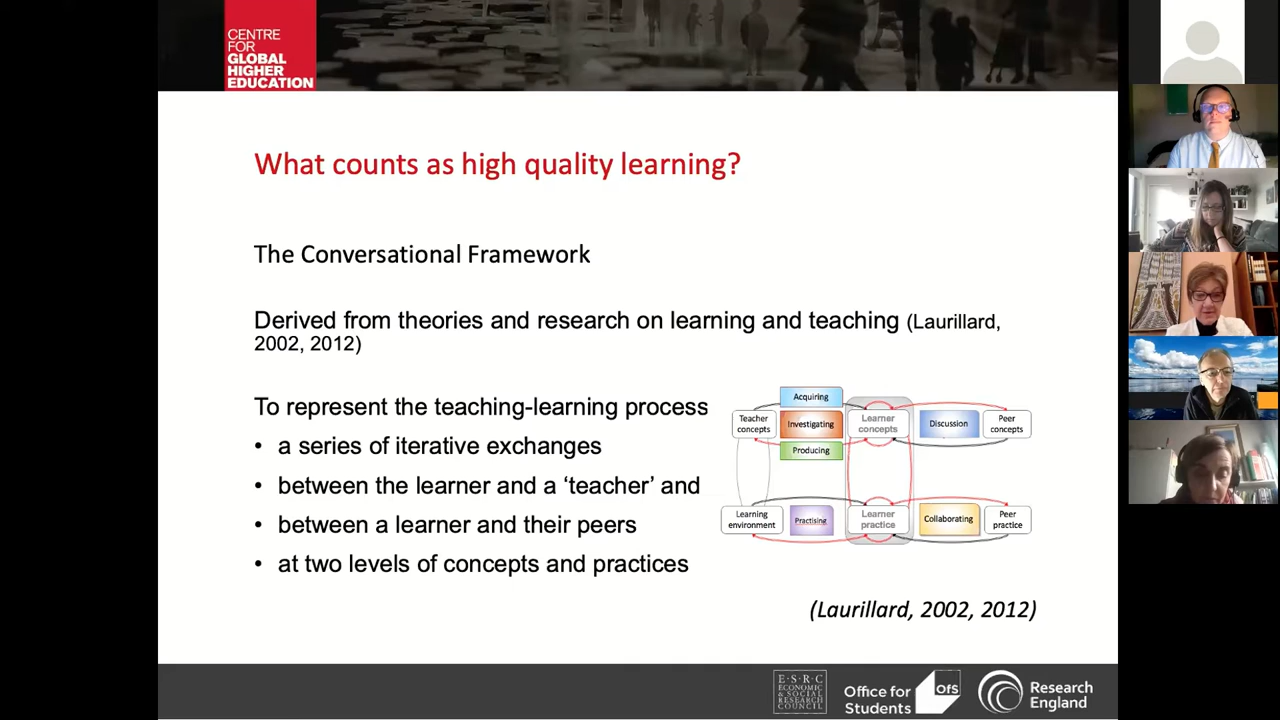 CENTRE
FOR
GLOBAL
HIGHER
EDUCATION
What counts as high quality learning?
The Conversational Framework
Derived from theories and research on learning and teaching (Laurillard,
2002, 2012)
To represent the teaching-learning process
• a series of iterative exchanges
• between the learner and a ‘teacher’ and
• between a learner and their peers
• at two levels of concepts and practices
Acquiring
Teacher
concepts
Investigating
Learner
concepts
Discussion
Peer
concepts
Producing
Learning
environment
Practising
Learner
practice
Collaborating
Peer
practice
(Laurillard, 2002, 2012)
E·S·R·C
ECONOMIC
& SOCIAL
RESEARCH
COUNCIL
Office for
Students
OfS
Research
England